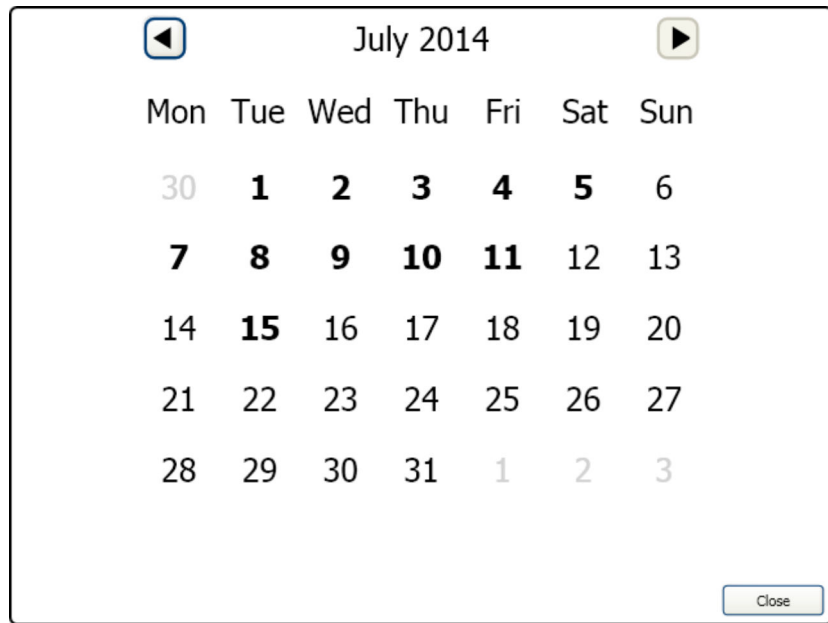 July 2014
Mon Tue Wed Thu Fri Sat Sun
30 1 2 3 4 5 6
7 8 9 10 11 12 13
14 15 16 17 18 19 20
21 22 23 24 25 26 27
28 29 30 31 1 2 3
Close